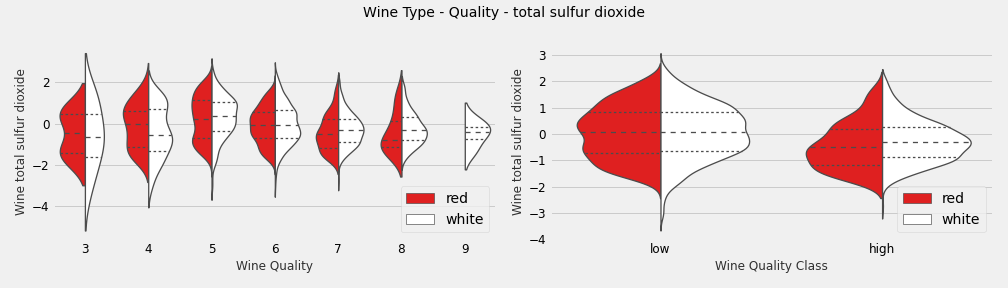 Wine Type - Quality - total sulfur dioxide
Wine total sulfur dioxide
2
0
−2
−4
3 4 5 6 7 8 9
Wine Quality
red
white
Wine total sulfur dioxide
3
2
1
0
−1
−2
−3
−4
low high
Wine Quality Class
red
white